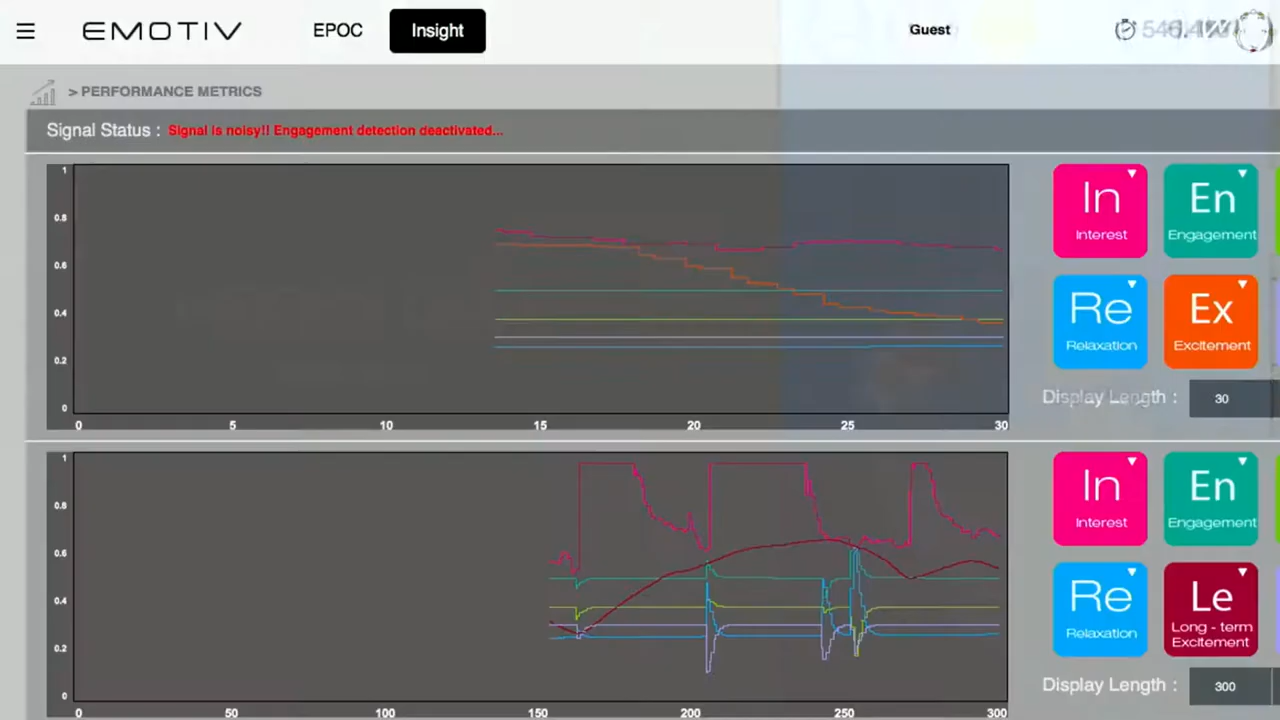 EMOTIV
EPOC
Insight
Guest
> PERFORMANCE METRICS
Signal Status : Signal is noisy!! Engagement detection deactivated...
1
0.8
0.6
0.4
0.2
0
0 5 10 15 20 25 30
In
Interest
En
Engagement
Re
Relaxation
Ex
Excitement
Display Length : 30
1
0.8
0.6
0.4
0.2
0
0 50 100 150 200 250 300
In
Interest
En
Engagement
Re
Relaxation
Le
Long - term
Excitement
Display Length : 300